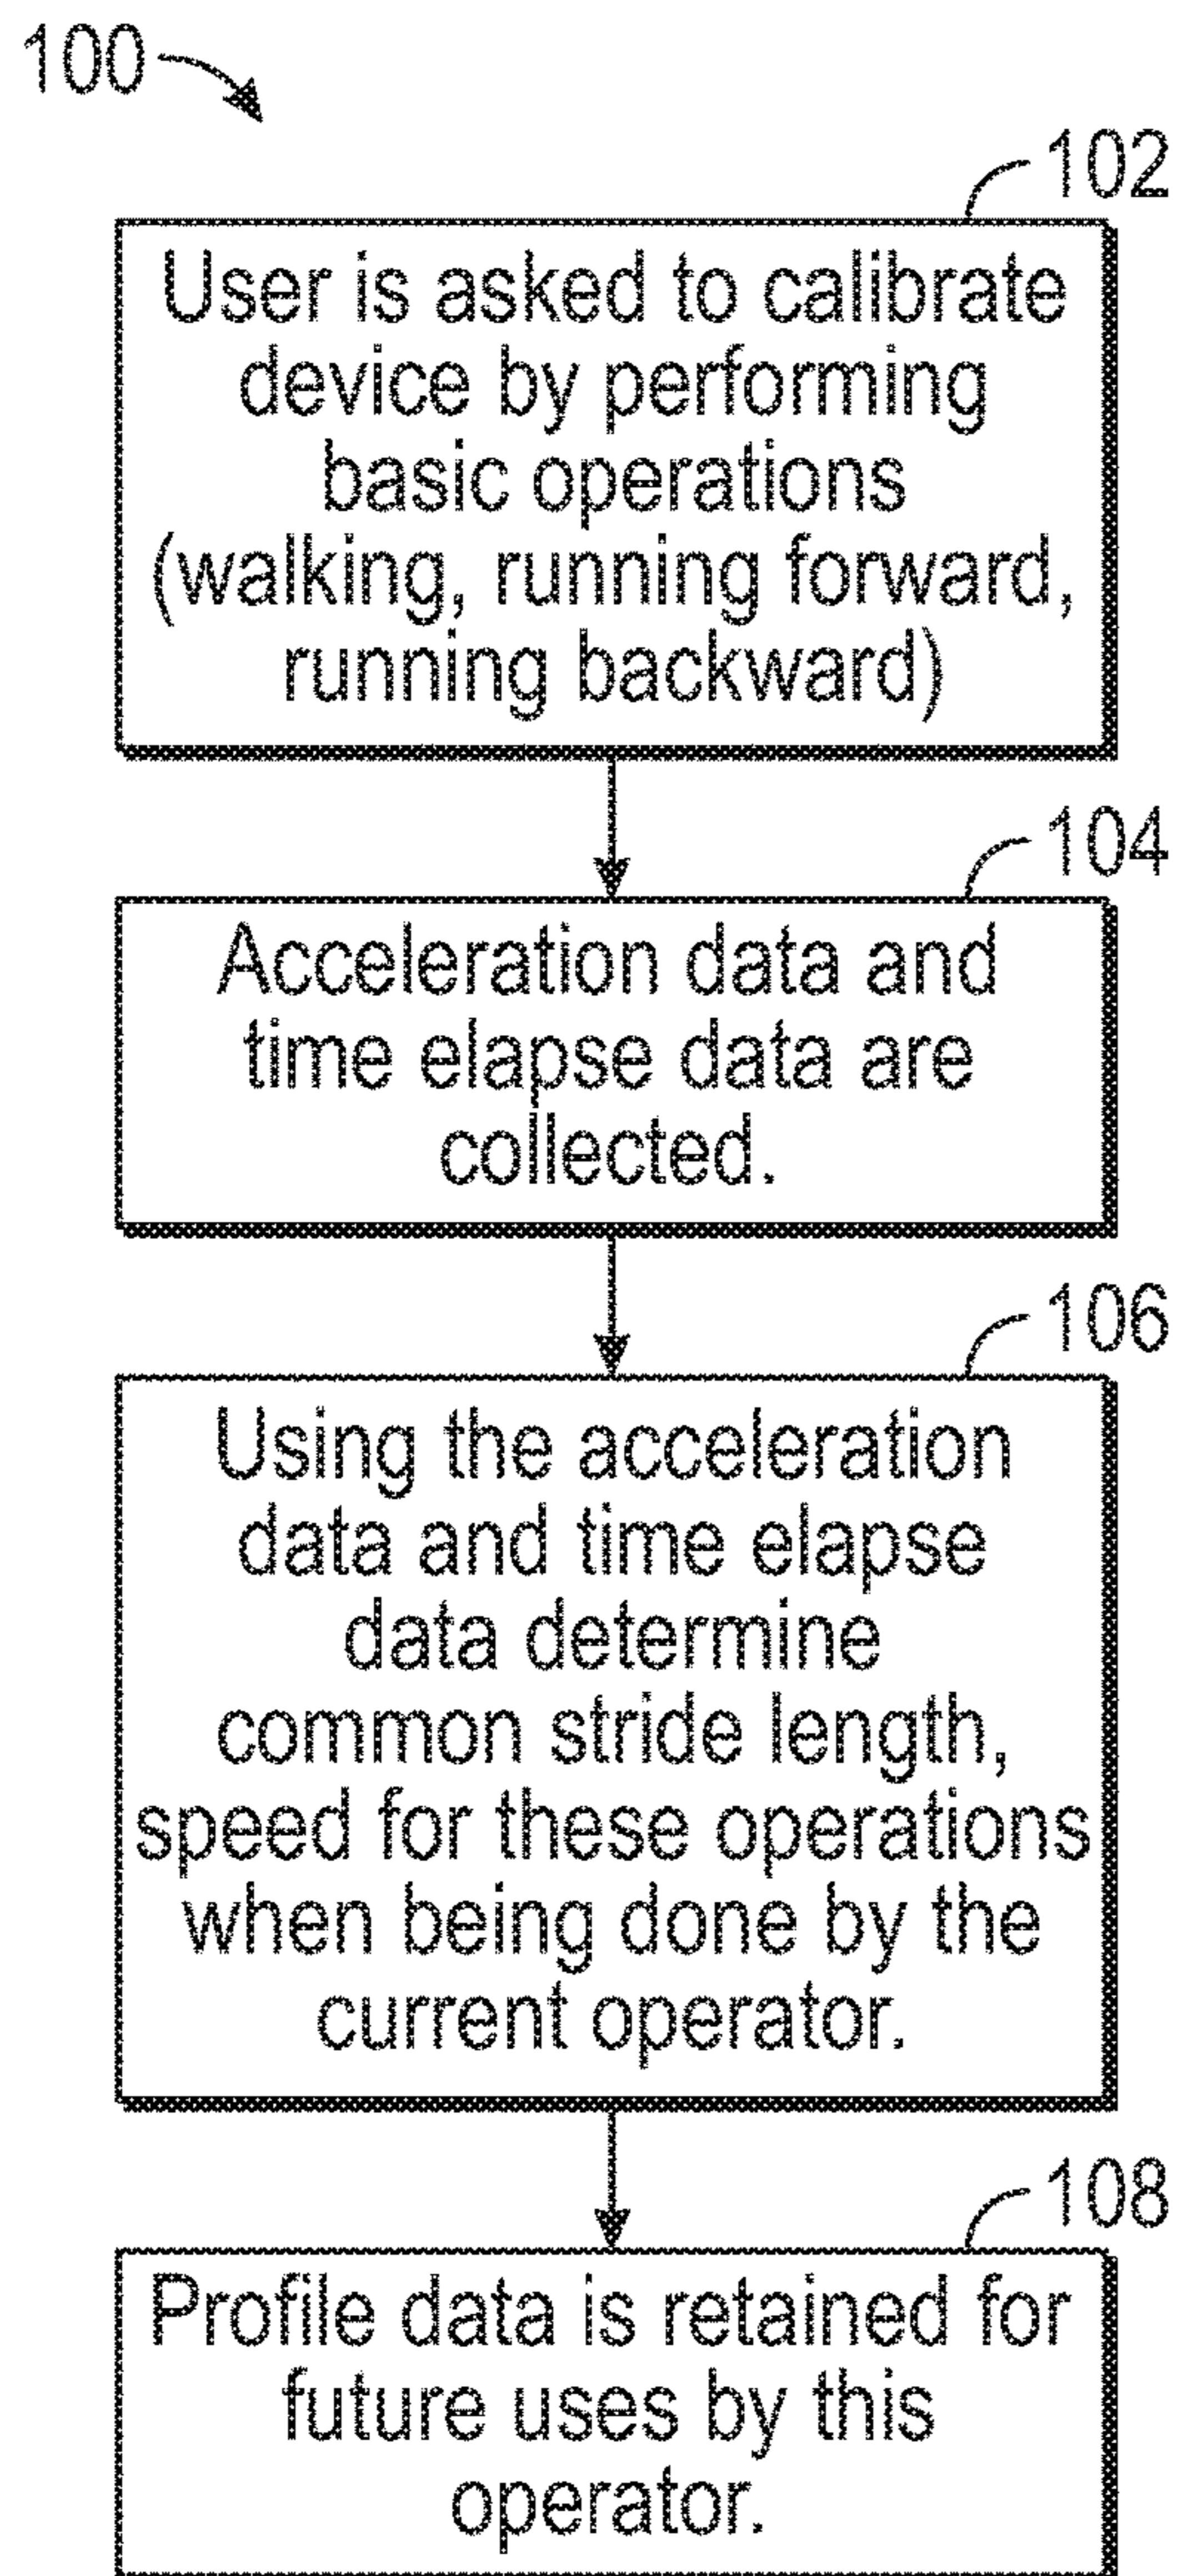 100
102
User is asked to calibrate
device by performing
basic operations
(walking, running forward,
running backward)
104
Acceleration data and
time elapse data are
collected.
106
Using the acceleration
data and time elapse
data determine
common stride length,
speed for these operations
when being done by the
current operator.
108
Profile data is retained for
future uses by this
operator.